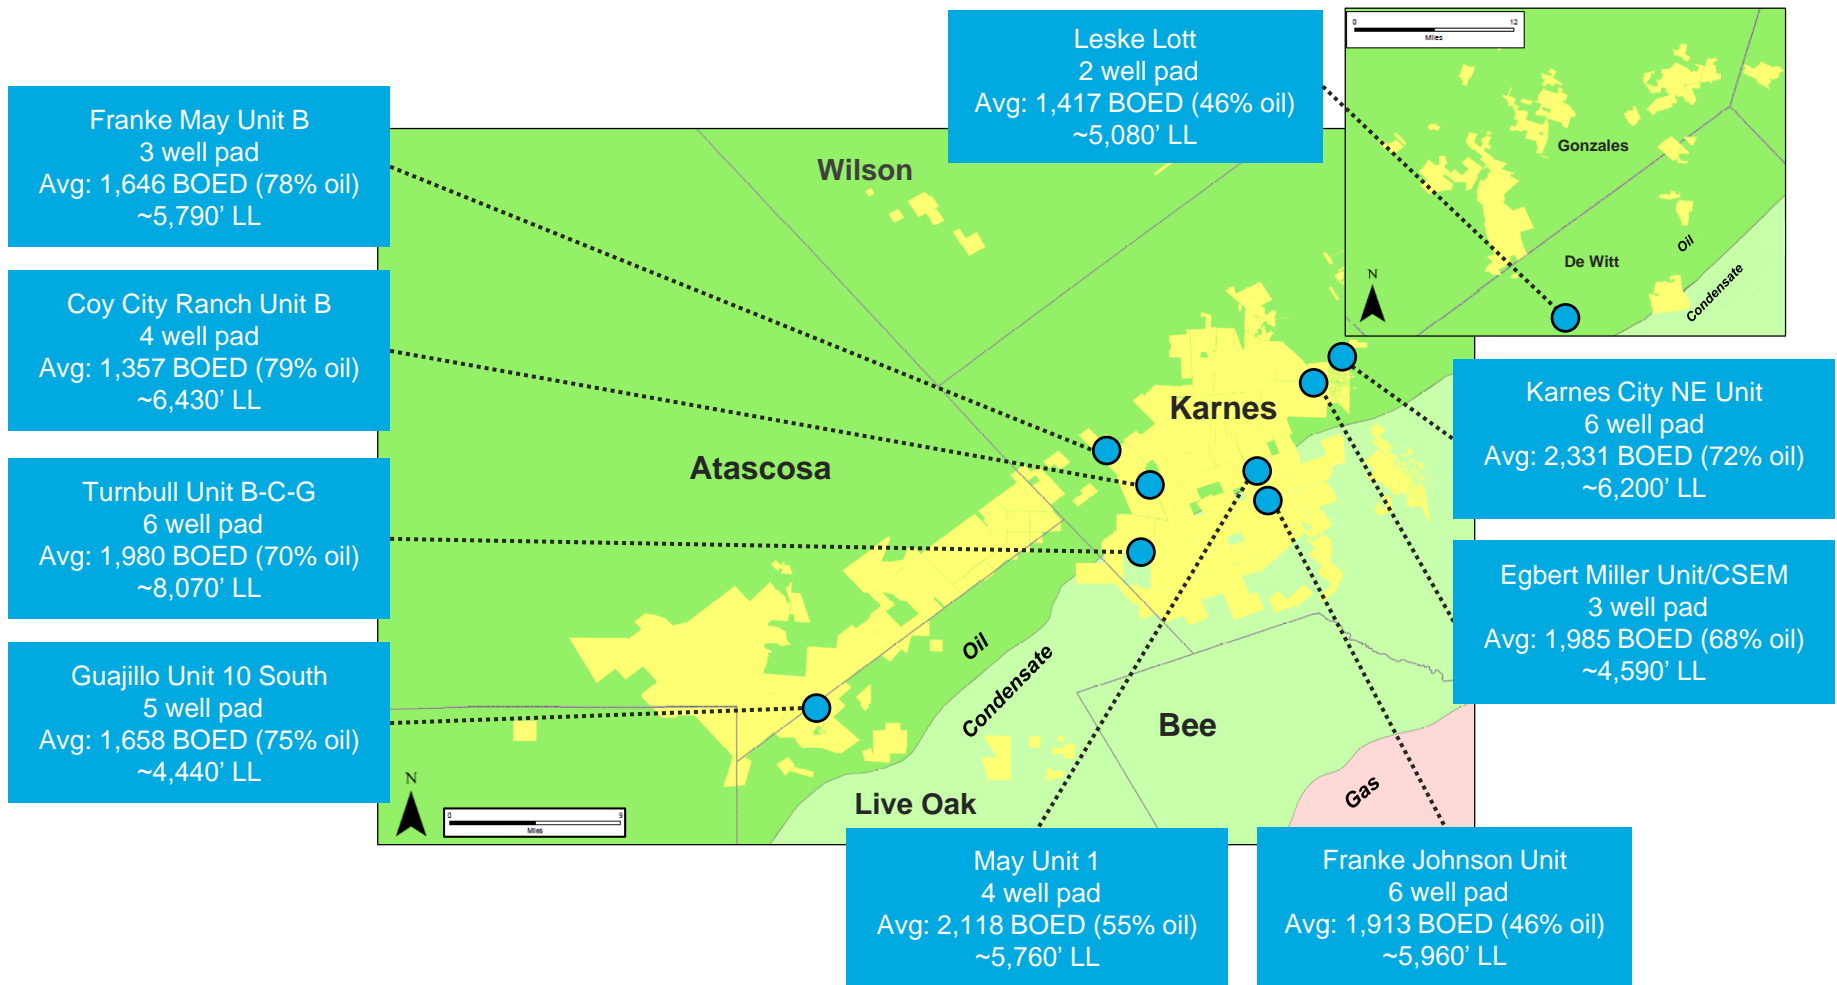 Leske Lott
2 well pad
Avg: 1,417 BOED (46% oil)
~5,080’ LL
0 12
Miles
Gonzales
De Witt
Oil
Condensate
N
Franke May Unit B
3 well pad
Avg: 1,646 BOED (78% oil)
~5,790’ LL
Coy City Ranch Unit B
4 well pad
Avg: 1,357 BOED (79% oil)
~6,430’ LL
Turnbull Unit B-C-G
6 well pad
Avg: 1,980 BOED (70% oil)
~8,070’ LL
Guajillo Unit 10 South
5 well pad
Avg: 1,658 BOED (75% oil)
~4,440’ LL
Wilson
Karnes
Atascosa
Oil
Condensate
Bee
Live Oak
Gas
N
0 9
Miles
Karnes City NE Unit
6 well pad
Avg: 2,331 BOED (72% oil)
~6,200’ LL
Egbert Miller Unit/CSEM
3 well pad
Avg: 1,985 BOED (68% oil)
~4,590’ LL
May Unit 1
4 well pad
Avg: 2,118 BOED (55% oil)
~5,760’ LL
Franke Johnson Unit
6 well pad
Avg: 1,913 BOED (46% oil)
~5,960’ LL